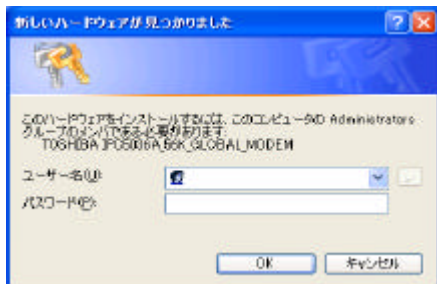 新しいハードウェアが見つかりました
このハードウェアをインストールするには、このコンピュータの Administrators
グループのメンバである必要があります:
TOSHIBA IPC5006A,56K_GLOBAL_MODEM
ユーザー名(U):
パスワード(P):
OK キャンセル